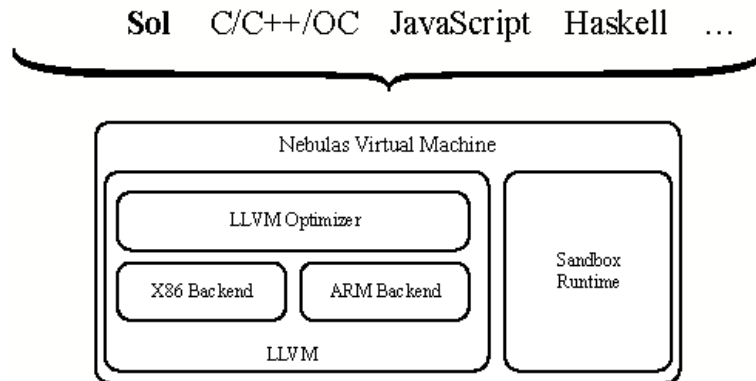 Sol C/C++/OC JavaScript Haskell …
Nebulas Virtual Machine
LLVM Optimizer
X86 Backend ARM Backend
LLVM
Sandbox
Runtime